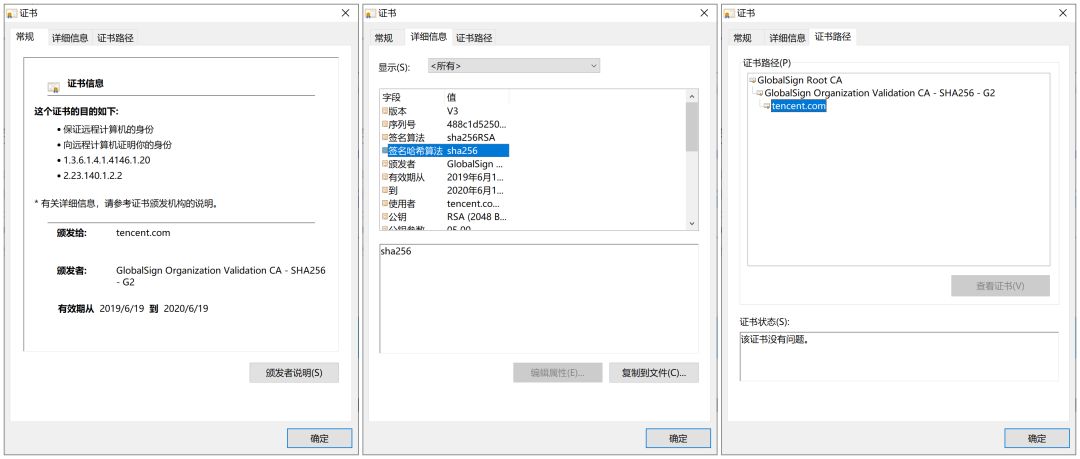 证书
常规 详细信息 证书路径
证书信息
这个证书的目的如下:
• 保证远程计算机的身份
• 向远程计算机证明你的身份
• 1.3.6.1.4.1.4146.1.20
• 2.23.140.1.2.2
* 有关详细信息，请参考证书颁发机构的说明。
颁发给: tencent.com
颁发者: GlobalSign Organization Validation CA - SHA256
- G2
有效期从 2019/6/19 到 2020/6/19
颁发者说明(S)
确定
证书
常规 详细信息 证书路径
显示(S): <所有>
字段 值
版本 V3
序列号 488c1d5250...
签名算法 sha256RSA
签名哈希算法 sha256
颁发者 GlobalSign ...
有效期从 2019年6月1...
到 2020年6月1...
使用者 tencent.co...
公钥 RSA (2048 B...
公钥参数 05 00
sha256
编辑属性(E)... 复制到文件(C)...
确定
证书
常规 详细信息 证书路径
证书路径(P)
GlobalSign Root CA
GlobalSign Organization Validation CA - SHA256 - G2
tencent.com
查看证书(V)
证书状态(S):
该证书没有问题。
确定